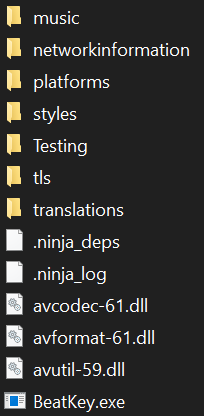 music
networkinformation
platforms
styles
Testing
tls
translations
.ninja_deps
.ninja_log
avcodec-61.dll
avformat-61.dll
avutil-59.dll
BeatKey.exe